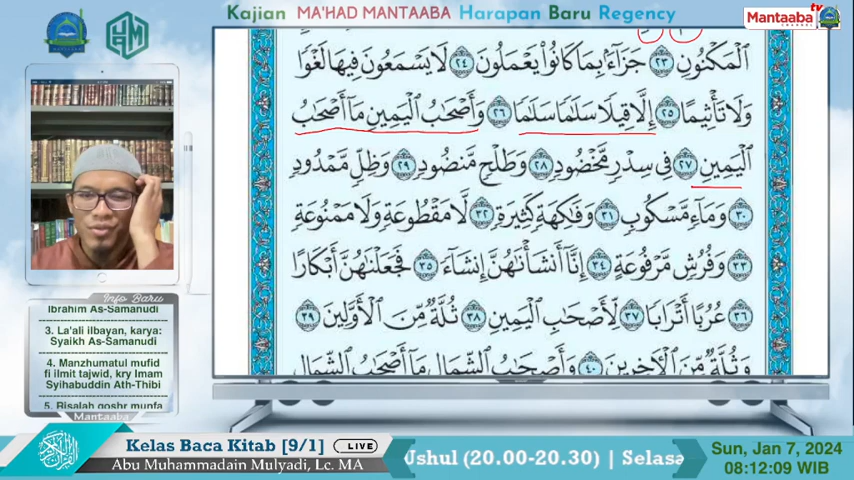 Kajian MA'HAD MANTAABA Harapan Baru Regency
Mantaaba tv
CHANNEL
ٱلْمَكْنُونِ ٢٣ جَزَآءًۢ بِمَا كَانُوا۟ يَعْمَلُونَ ٢٤ لَا يَسْمَعُونَ فِيهَا لَغْوًا
وَلَا تَأْثِيمًا ٢٥ إِلَّا قِيلًا سَلَٰمًا سَلَٰمًا ٢٦ وَأَصْحَٰبُ ٱلْيَمِينِ مَآ أَصْحَٰبُ
ٱلْيَمِينِ ٢٧ فِى سِدْرٍ مَّخْضُودٍ ٢٨ وَطَلْحٍ مَّنضُودٍ ٢٩ وَظِلٍّ مَّمْدُودٍ
٣٠ وَمَآءٍ مَّسْكُوبٍ ٣١ وَفَٰكِهَةٍ كَثِيرَةٍ ٣٢ لَّا مَقْطُوعَةٍ وَلَا مَمْنُوعَةٍ
٣٣ وَفُرُشٍ مَّرْفُوعَةٍ ٣٤ إِنَّآ أَنشَأْنَٰهُنَّ إِنشَآءً ٣٥ فَجَعَلْنَٰهُنَّ أَبْكَارًا
٣٦ عُرُبًا أَتْرَابًا ٣٧ لِّأَصْحَٰبِ ٱلْيَمِينِ ٣٨ ثُلَّةٌ مِّنَ ٱلْأَوَّلِينَ ٣٩
وَثُلَّةٌ مِّنَ ٱلْءَاخِرِينَ ٤٠ وَأَصْحَٰبُ ٱلشِّمَالِ مَآ أَصْحَٰبُ ٱلشِّمَالِ
Info Baru
Ibrahim As-Samanudi
3. La'ali ilbayan, karya:
Syaikh As-Samanudi
4. Manzhumatul mufid
fi ilmit tajwid, kry Imam
Syihabuddin Ath-Thibi
5. Risalah qoshr munfa
Mantaaba
Kelas Baca Kitab [9/1] LIVE
Abu Muhammadain Mulyadi, Lc. MA
Ushul (20.00-20.30) | Selasa
Sun, Jan 7, 2024
08:12:09 WIB